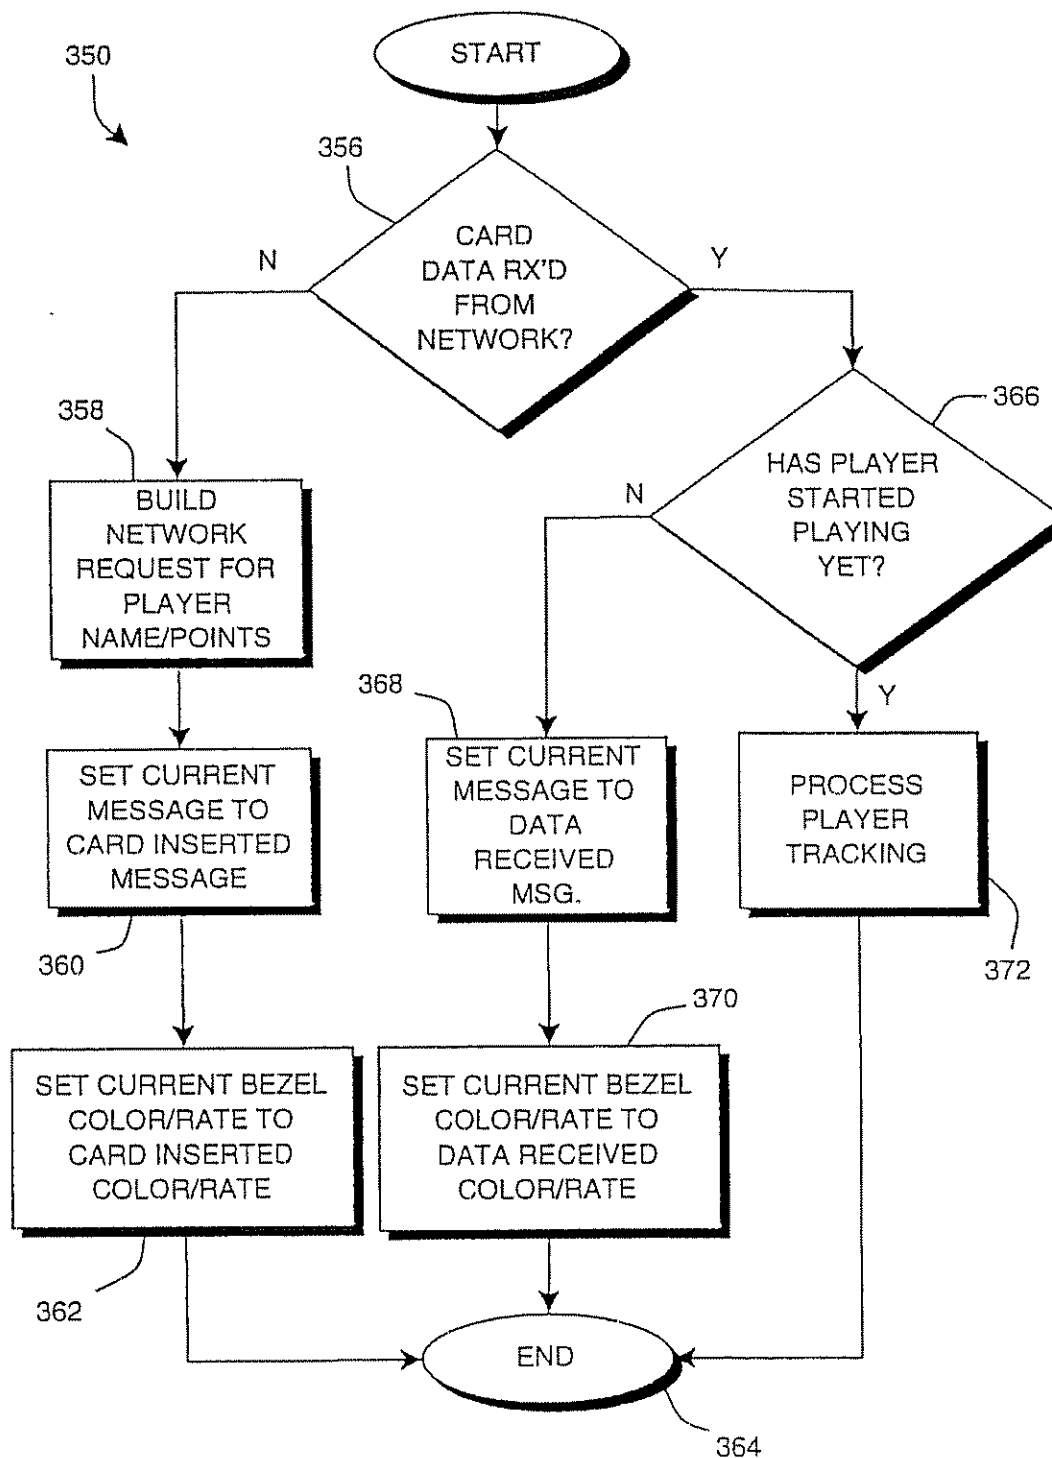 START
350
356
CARD
DATA RX'D
FROM
NETWORK?
N
Y
358
366
BUILD
NETWORK
REQUEST FOR
PLAYER
NAME/POINTS
HAS PLAYER
STARTED
PLAYING
YET?
N
Y
368
SET CURRENT
MESSAGE TO
CARD INSERTED
MESSAGE
360
SET CURRENT
MESSAGE TO
DATA
RECEIVED
MSG.
PROCESS
PLAYER
TRACKING
372
370
SET CURRENT BEZEL
COLOR/RATE TO
CARD INSERTED
COLOR/RATE
362
SET CURRENT BEZEL
COLOR/RATE TO
DATA RECEIVED
COLOR/RATE
END
364